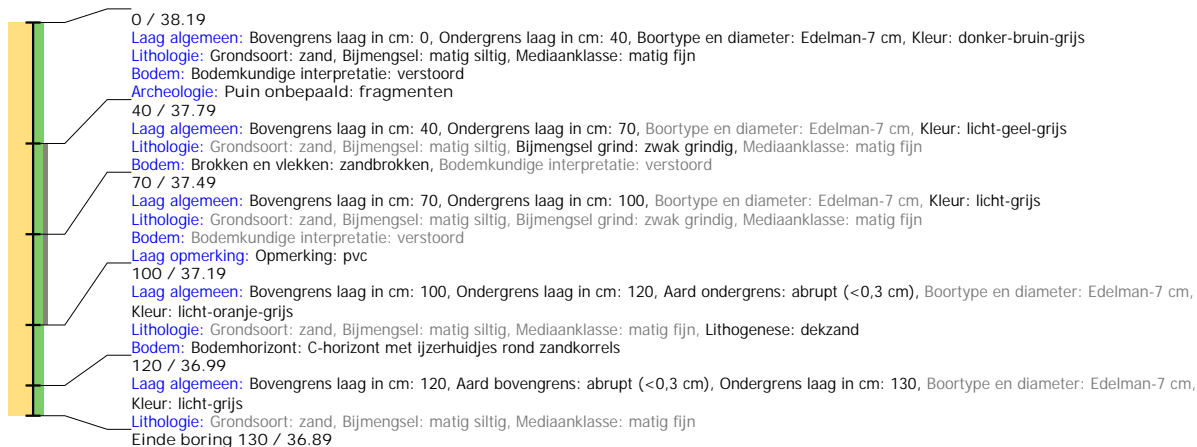 0 / 38.19
Laag algemeen: Bovengrens laag in cm: 0, Ondergrens laag in cm: 40, Boortype en diameter: Edelman-7 cm, Kleur: donker-bruin-grijs
Lithologie: Grondsoort: zand, Bijmengsel: matig siltig, Mediaanklasse: matig fijn
Bodem: Bodemkundige interpretatie: verstoord
Archeologie: Puin onbepaald: fragmenten
40 / 37.79
Laag algemeen: Bovengrens laag in cm: 40, Ondergrens laag in cm: 70, Boortype en diameter: Edelman-7 cm, Kleur: licht-geel-grijs
Lithologie: Grondsoort: zand, Bijmengsel: matig siltig, Bijmengsel grind: zwak grindig, Mediaanklasse: matig fijn
Bodem: Brokken en vlekken: zandbrokken, Bodemkundige interpretatie: verstoord
70 / 37.49
Laag algemeen: Bovengrens laag in cm: 70, Ondergrens laag in cm: 100, Boortype en diameter: Edelman-7 cm, Kleur: licht-grijs
Lithologie: Grondsoort: zand, Bijmengsel: matig siltig, Bijmengsel grind: zwak grindig, Mediaanklasse: matig fijn
Bodem: Bodemkundige interpretatie: verstoord
Laag opmerking: Opmerking: pvc
100 / 37.19
Laag algemeen: Bovengrens laag in cm: 100, Ondergrens laag in cm: 120, Aard ondergrens: abrupt (<0,3 cm), Boortype en diameter: Edelman-7 cm,
Kleur: licht-oranje-grijs
Lithologie: Grondsoort: zand, Bijmengsel: matig siltig, Mediaanklasse: matig fijn, Lithogenese: dekzand
Bodem: Bodemhorizont: C-horizont met ijzerhuidjes rond zandkorrels
120 / 36.99
Laag algemeen: Bovengrens laag in cm: 120, Aard bovengrens: abrupt (<0,3 cm), Ondergrens laag in cm: 130, Boortype en diameter: Edelman-7 cm,
Kleur: licht-grijs
Lithologie: Grondsoort: zand, Bijmengsel: matig siltig, Mediaanklasse: matig fijn
Einde boring 130 / 36.89